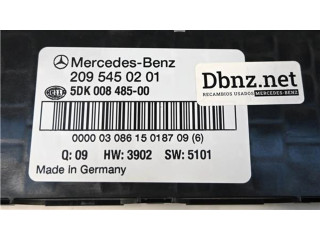 Mercedes-Benz
209 545 02 01
5DK 008 485-00
HELLA
0000 03 086 15 0187 09 (6)
Q: 09 HW: 3902 SW: 5101
Made in Germany
Dbnz.net
RECAMBIOS USADOS MERCEDES-BENZ